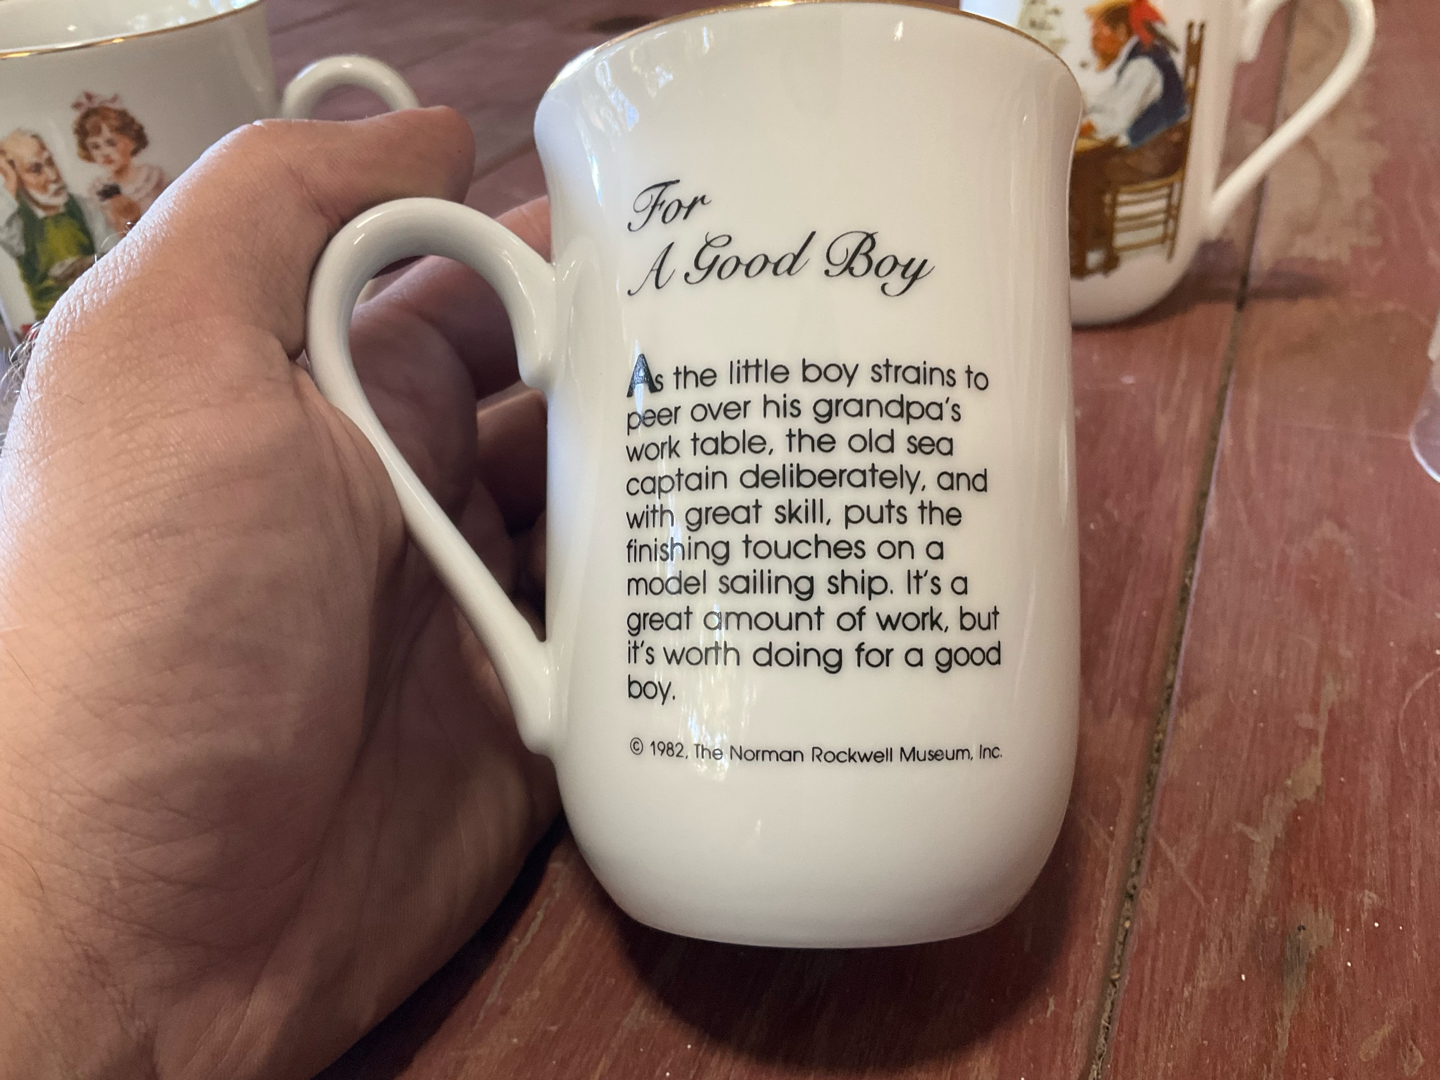 For
A Good Boy
As the little boy strains to
peer over his grandpa's
work table, the old sea
captain deliberately, and
with great skill, puts the
finishing touches on a
model sailing ship. It's a
great amount of work, but
it's worth doing for a good
boy.
© 1982, The Norman Rockwell Museum, Inc.